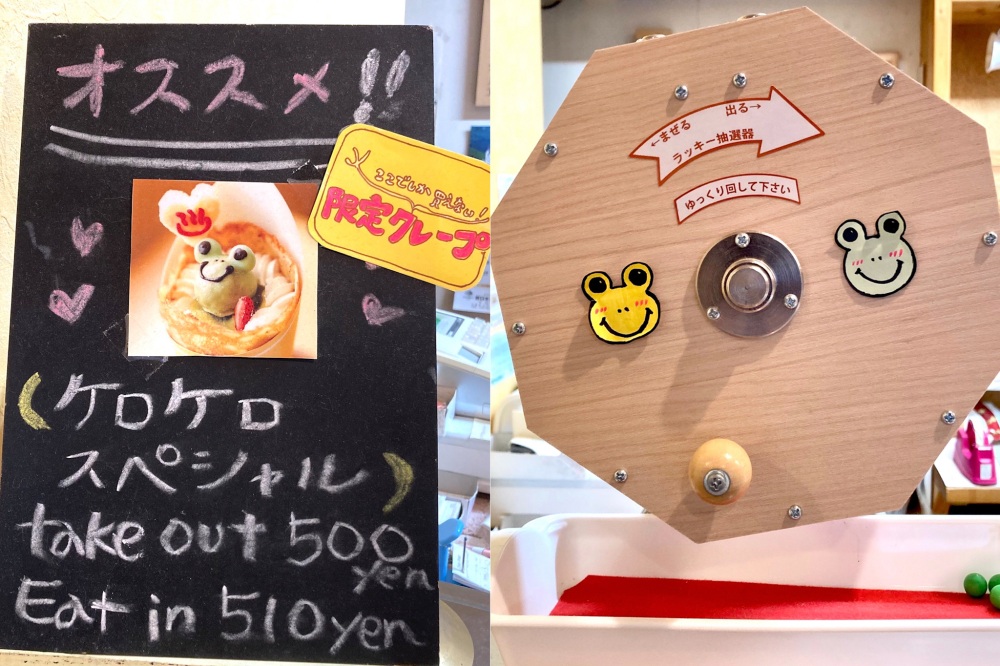 オススメ!!
ここでしか買えない!
限定クレープ
♨
(ケロケロ
スペシャル)
take out 500
yen
Eat in 510yen
←まぜる 出る→
ラッキー抽選器
ゆっくり回して下さい